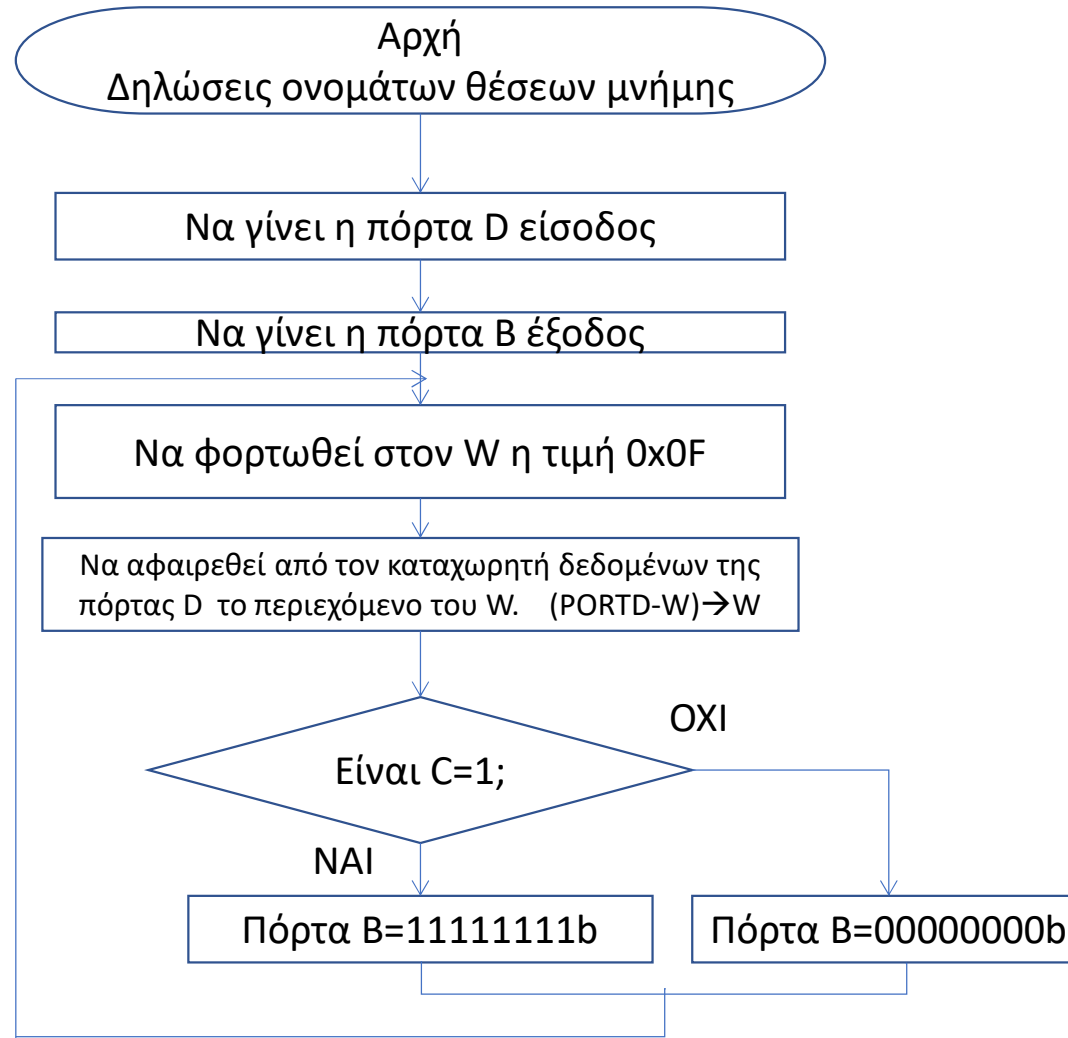 Αρχή
Δηλώσεις ονομάτων θέσεων μνήμης
Να γίνει η πόρτα D είσοδος
Να γίνει η πόρτα Β έξοδος
Να φορτωθεί στον W η τιμή 0x0F
Να αφαιρεθεί από τον καταχωρητή δεδομένων της
πόρτας D το περιεχόμενο του W. (PORTD-W)→W
ΟΧΙ
Είναι C=1;
ΝΑΙ
Πόρτα Β=11111111b
Πόρτα Β=00000000b